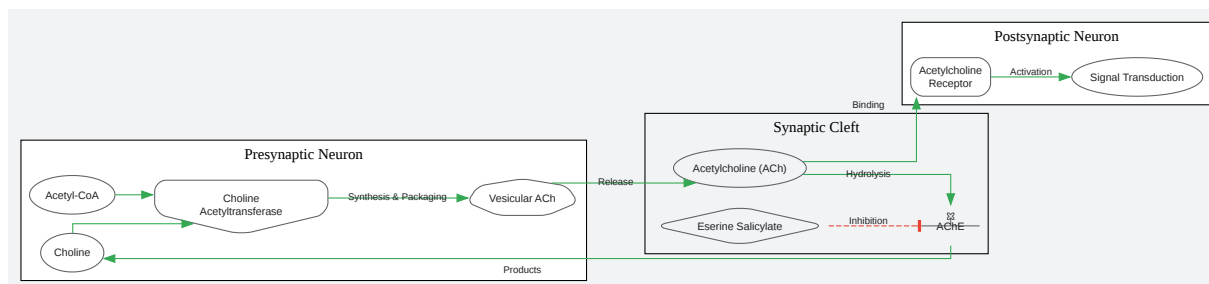 Postsynaptic Neuron
Acetylcholine
Receptor
Activation
Signal Transduction
Binding
Synaptic Cleft
Acetylcholine (ACh)
Hydrolysis
Eserine Salicylate
Inhibition
AChE
Presynaptic Neuron
Acetyl-CoA
Choline
Acetyltransferase
Synthesis & Packaging
Vesicular ACh
Release
Choline
Products